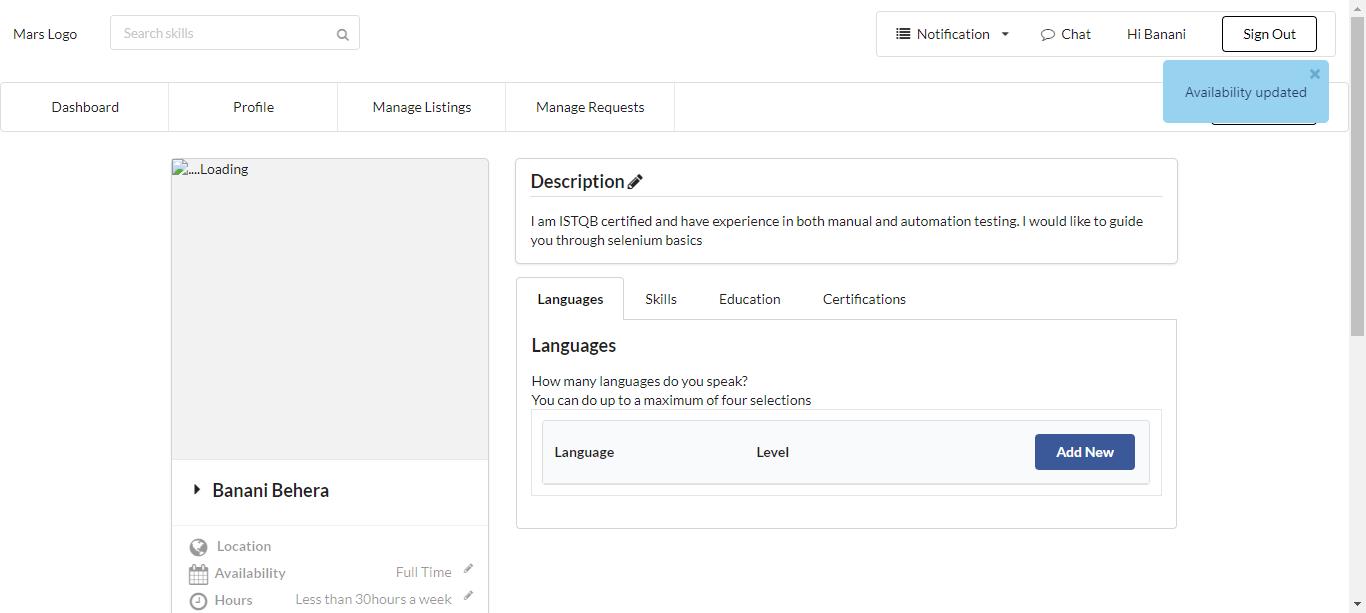 Mars Logo
Search skills
Notification
Chat
Hi Banani
Sign Out
Availability updated
Dashboard
Profile
Manage Listings
Manage Requests
....Loading
Description
I am ISTQB certified and have experience in both manual and automation testing. I would like to guide
you through selenium basics
Languages
Skills
Education
Certifications
Languages
How many languages do you speak?
You can do up to a maximum of four selections
Language
Level
Add New
Banani Behera
Location
Availability
Full Time
Hours
Less than 30hours a week